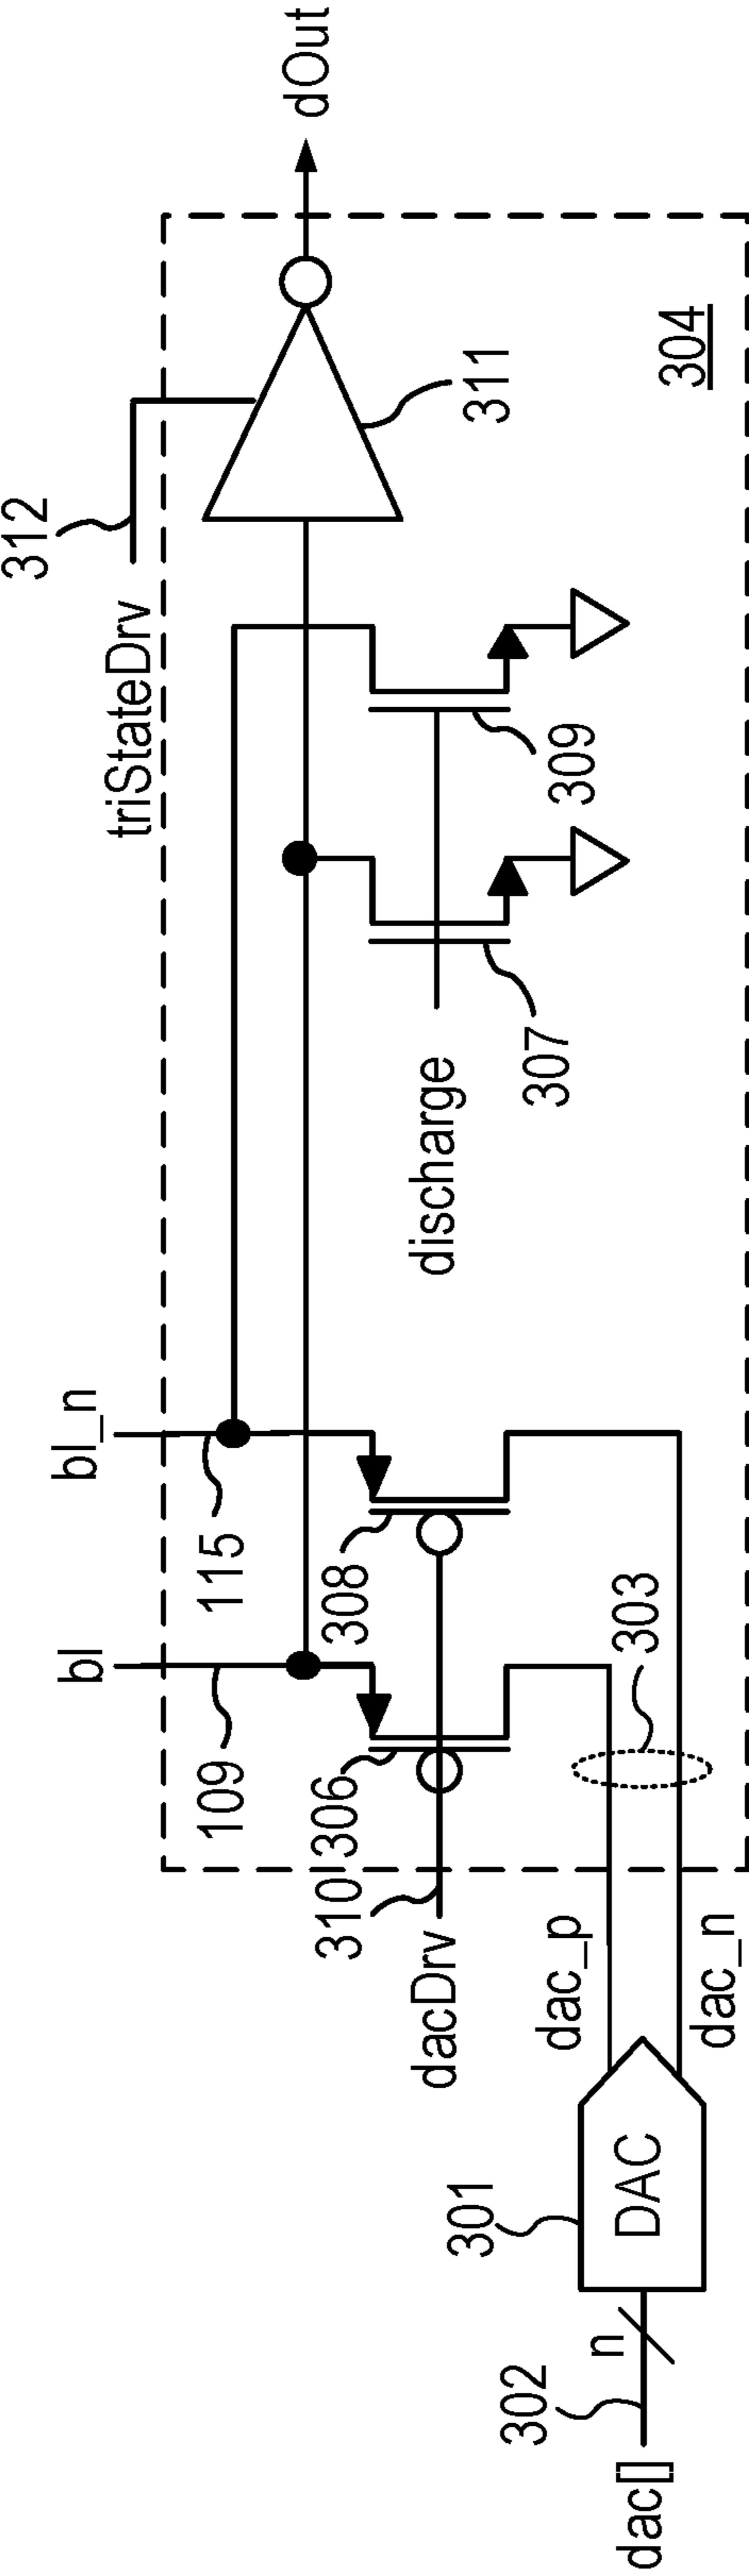 bl
bl_n
triStateDrv
312
109
115
dOut
306
308
310
dacDrv
discharge
307
309
311
dac_p
dac_n
303
304
301
DAC
302
n
dac[]